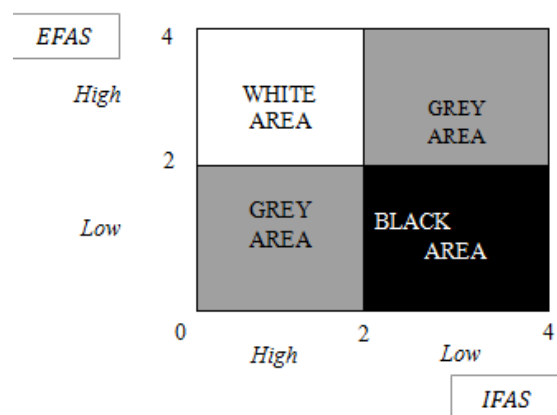 EFAS
4
High
WHITE
AREA
GREY
AREA
2
Low
GREY
AREA
BLACK
AREA
0
2
4
High
Low
IFAS